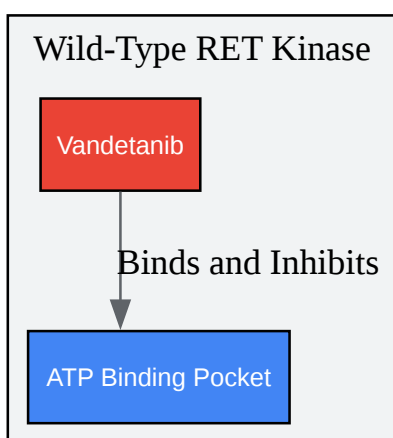 Wild-Type RET Kinase
Vandetanib
Binds and Inhibits
ATP Binding Pocket